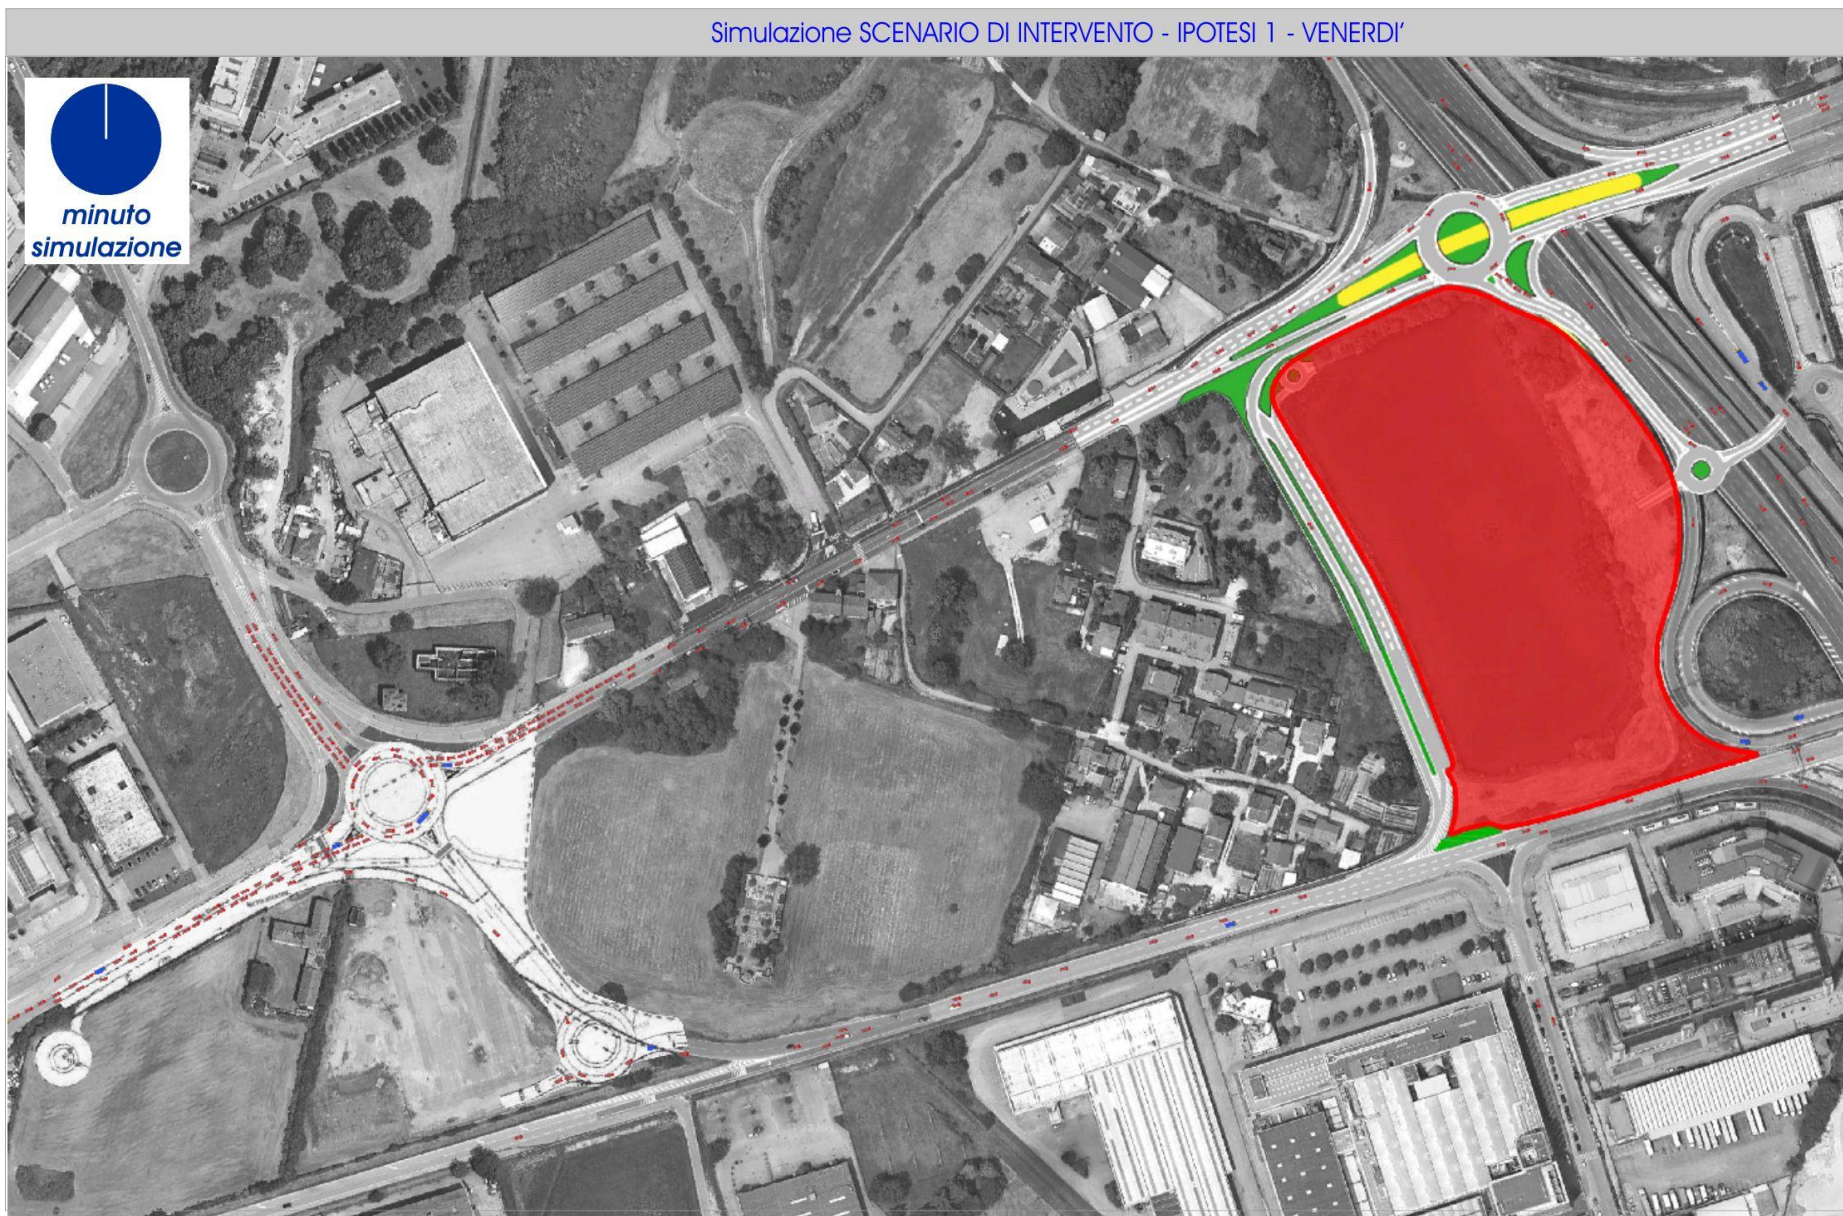 Simulazione SCENARIO DI INTERVENTO - IPOTESI 1 - VENERDI'
minuto
simulazione